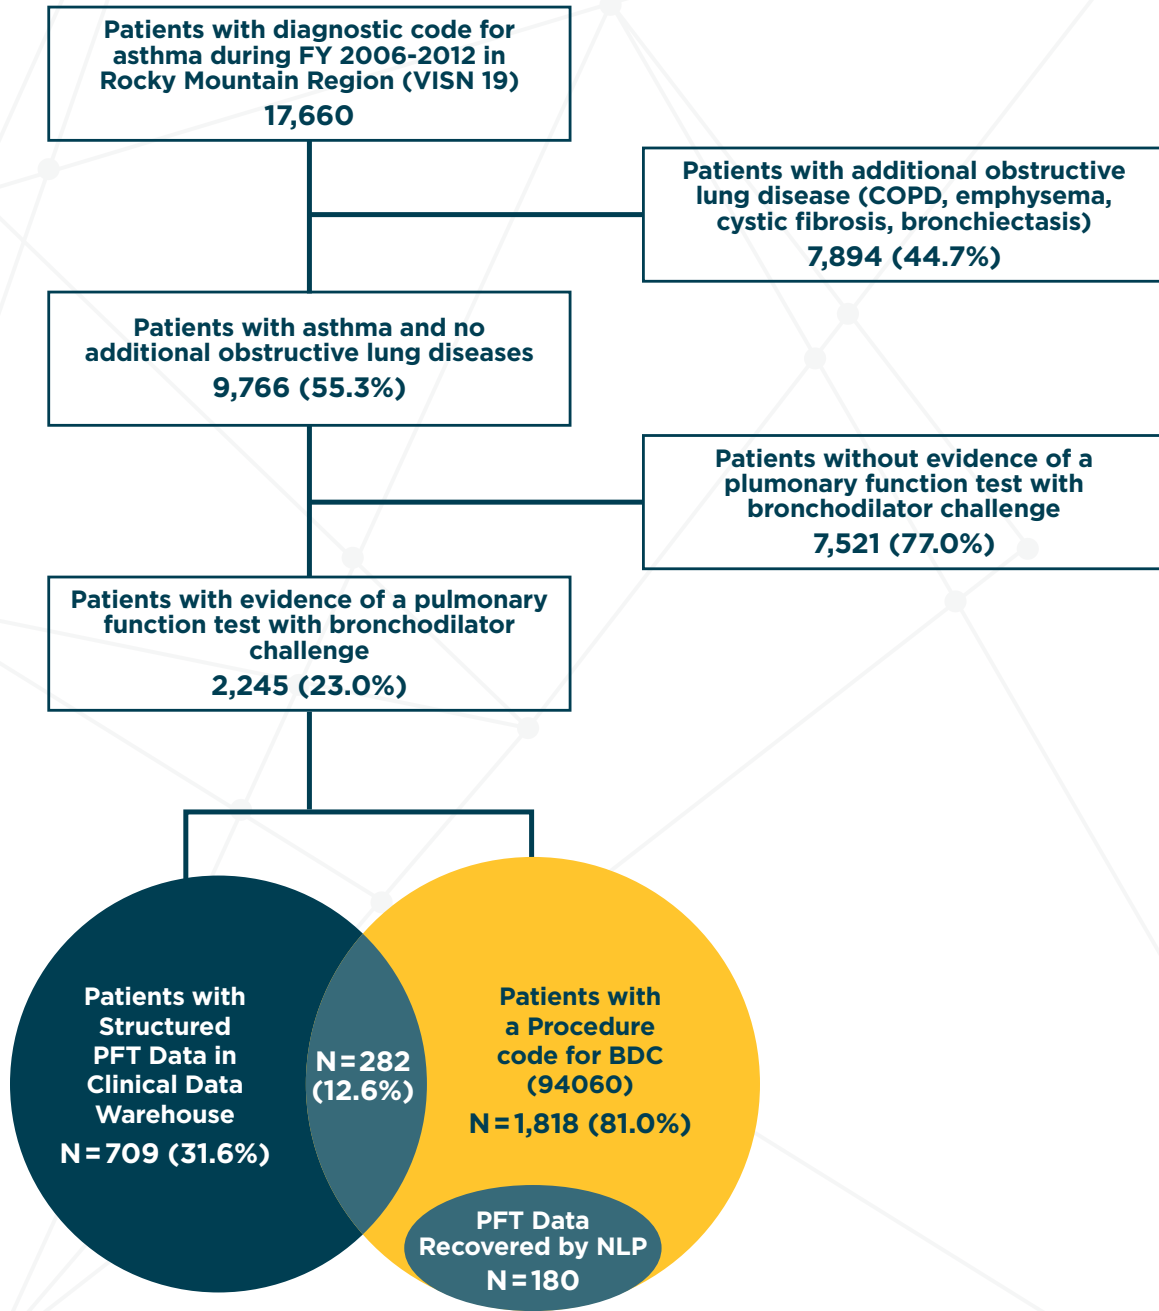 Patients with diagnostic code for
asthma during FY 2006-2012 in
Rocky Mountain Region (VISN 19)
17,660
Patients with additional obstructive
lung disease (COPD, emphysema,
cystic fibrosis, bronchiectasis)
7,894 (44.7%)
Patients with asthma and no
additional obstructive lung diseases
9,766 (55.3%)
Patients without evidence of a
plumonary function test with
bronchodilator challenge
7,521 (77.0%)
Patients with evidence of a pulmonary
function test with bronchodilator
challenge
2,245 (23.0%)
Patients with
Structured
PFT Data in
Clinical Data
Warehouse
N=709 (31.6%)
N=282
(12.6%)
Patients with
a Procedure
code for BDC
(94060)
N=1,818 (81.0%)
PFT Data
Recovered by NLP
N=180